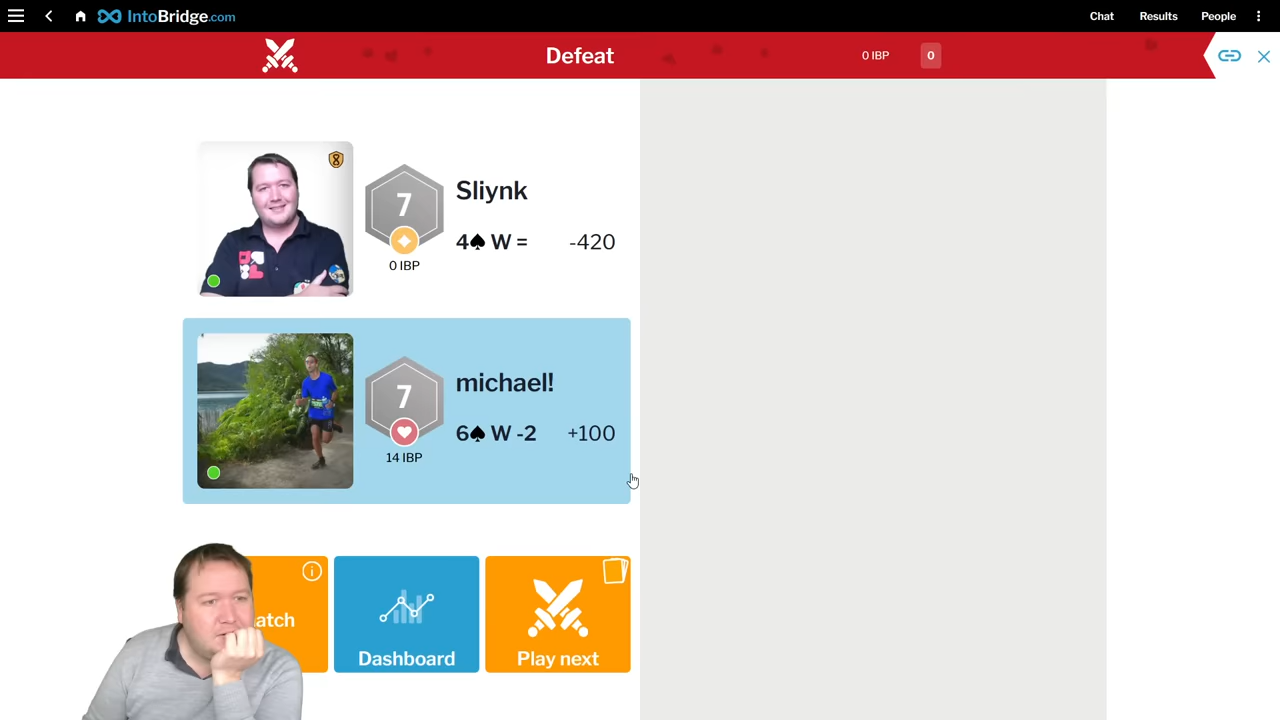 IntoBridge.com
Chat
Results
People
Defeat
0 IBP
0
Sliynk
7
4♠ W =
-420
0 IBP
michael!
7
6♠ W -2
+100
14 IBP
Dashboard
Play next